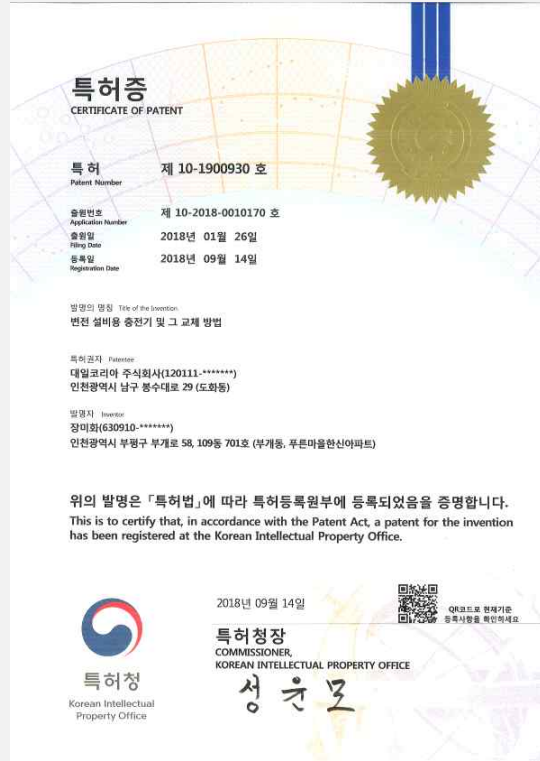 특허증
CERTIFICATE OF PATENT
특허 제 10-1900930 호
Patent Number
출원번호 제 10-2018-0010170 호
Application Number
출원일 2018년 01월 26일
Filing Date
등록일 2018년 09월 14일
Registration Date
발명의 명칭 Title of the Invention
변전 설비용 충전기 및 그 교체 방법
특허권자 Patentee
대일코리아 주식회사(120111-*******)
인천광역시 남구 봉수대로 29 (도화동)
발명자 Inventor
장미화(630910-*******)
인천광역시 부평구 부개로 58, 109동 701호 (부개동, 푸른마을한신아파트)
위의 발명은 「특허법」에 따라 특허등록원부에 등록되었음을 증명합니다.
This is to certify that, in accordance with the Patent Act, a patent for the invention
has been registered at the Korean Intellectual Property Office.
2018년 09월 14일
QR코드로 현재기준
등록사항을 확인하세요
특허청장
COMMISSIONER,
KOREAN INTELLECTUAL PROPERTY OFFICE
성윤모
특허청
Korean Intellectual
Property Office